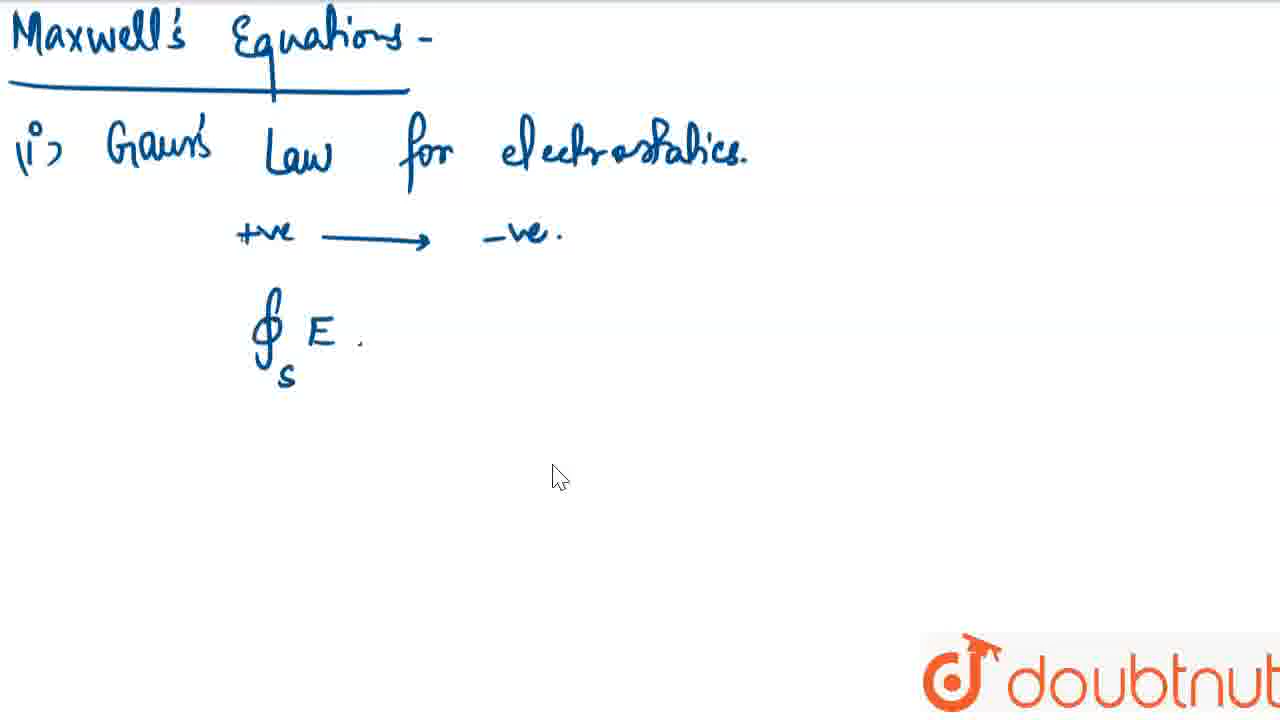 Maxwell's Equations -
(i) Gauss's Law for electrostatics.
+ve ⟶ -ve.
∮S E .
doubtnut